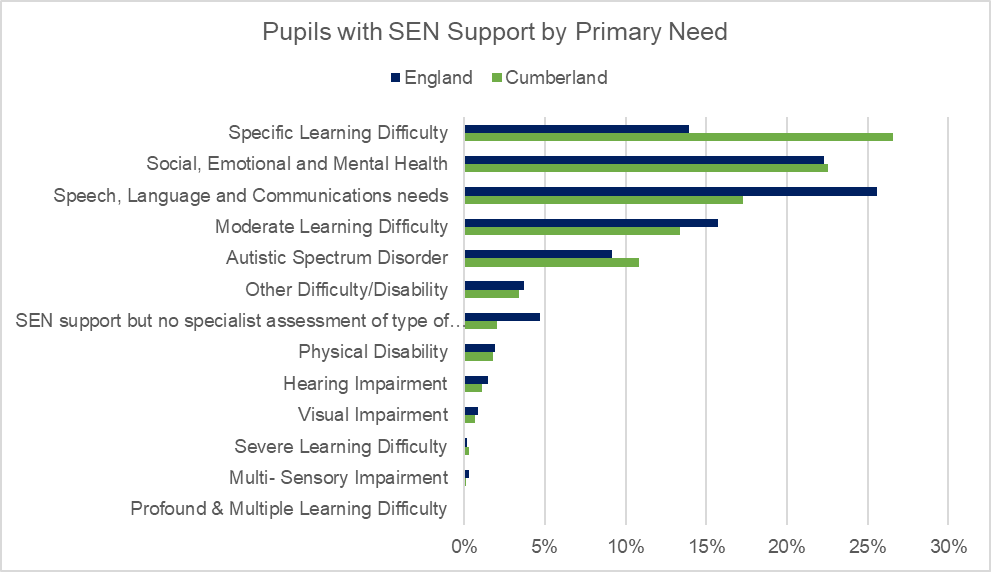 Pupils with SEN Support by Primary Need
England Cumberland
Specific Learning Difficulty
Social, Emotional and Mental Health
Speech, Language and Communications needs
Moderate Learning Difficulty
Autistic Spectrum Disorder
Other Difficulty/Disability
SEN support but no specialist assessment of type of…
Physical Disability
Hearing Impairment
Visual Impairment
Severe Learning Difficulty
Multi- Sensory Impairment
Profound & Multiple Learning Difficulty
0% 5% 10% 15% 20% 25% 30%